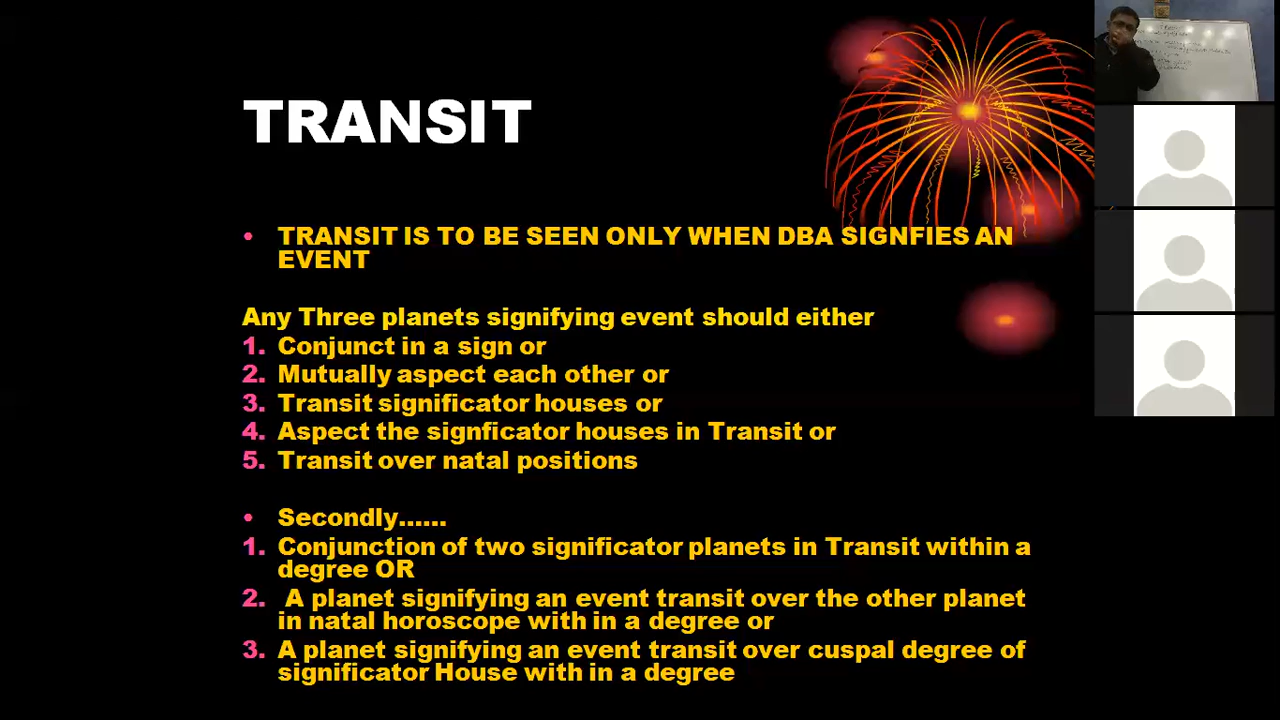 TRANSIT
• TRANSIT IS TO BE SEEN ONLY WHEN DBA SIGNFIES AN
EVENT
Any Three planets signifying event should either
1. Conjunct in a sign or
2. Mutually aspect each other or
3. Transit significator houses or
4. Aspect the signficator houses in Transit or
5. Transit over natal positions
• Secondly......
1. Conjunction of two significator planets in Transit within a
degree OR
2. A planet signifying an event transit over the other planet
in natal horoscope with in a degree or
3. A planet signifying an event transit over cuspal degree of
significator House with in a degree